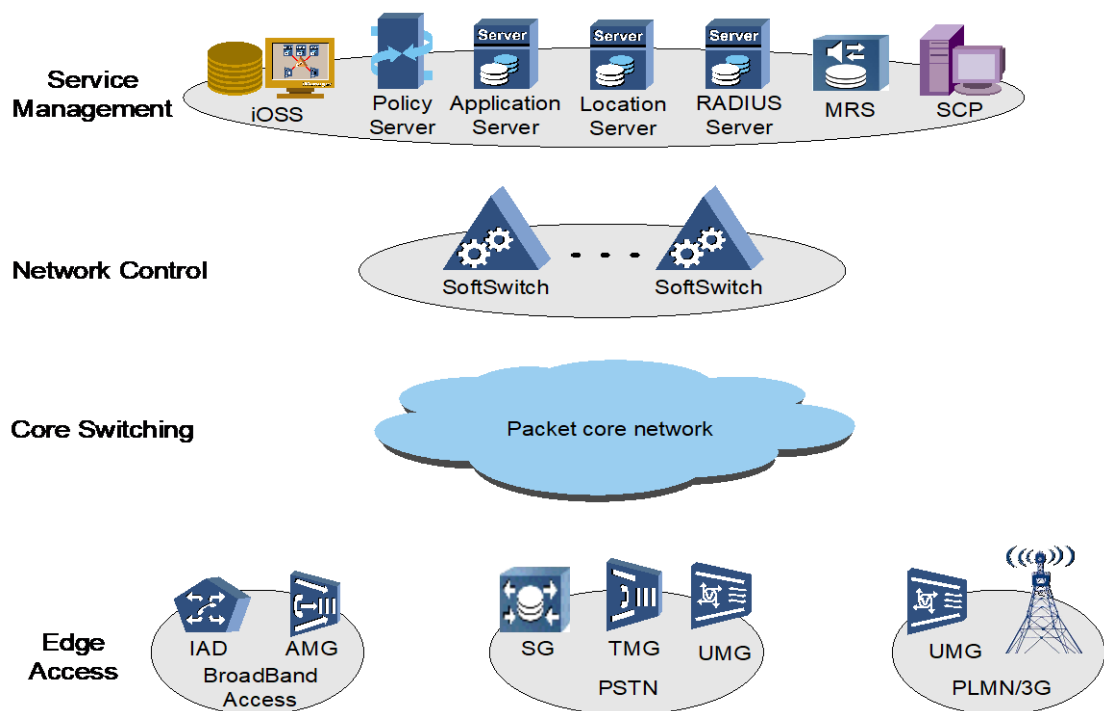 Server
Server
Server
Service
Management
iOSS
Policy
Server
Application
Server
Location
Server
RADIUS
Server
MRS
SCP
Network Control
SoftSwitch
. . .
SoftSwitch
Core Switching
Packet core network
Edge
Access
IAD
AMG
BroadBand
Access
SG
TMG
UMG
PSTN
UMG
PLMN/3G